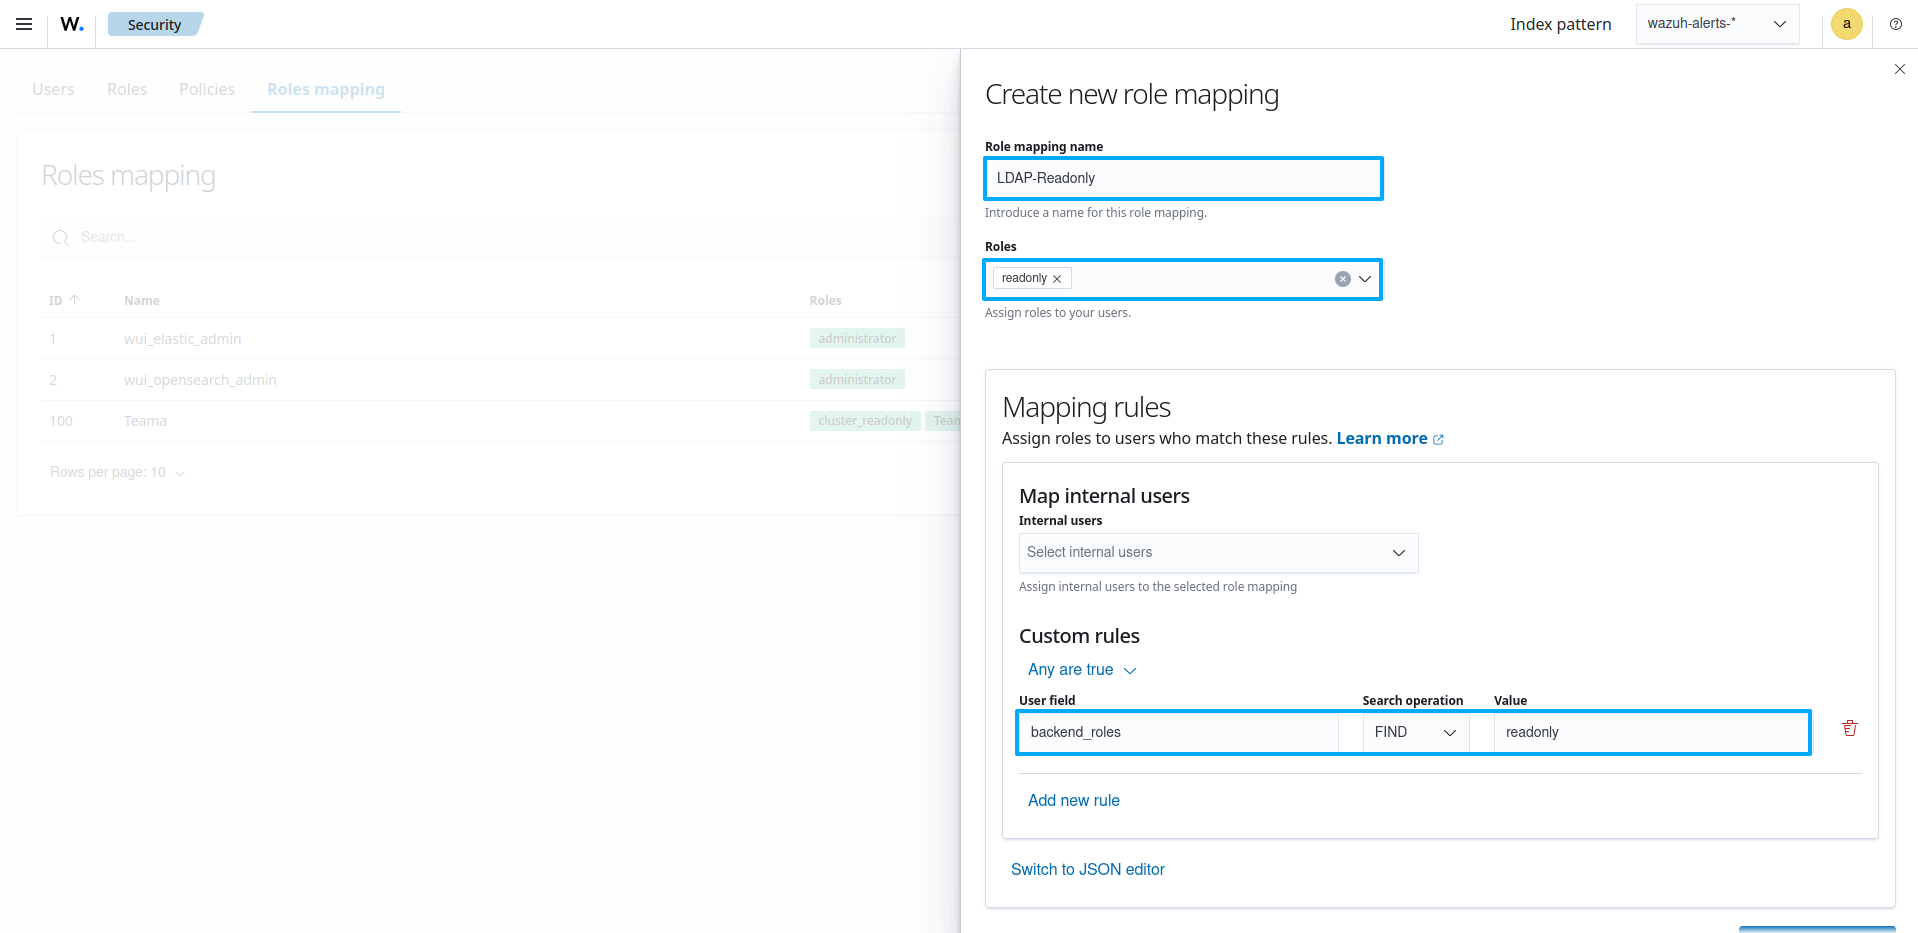 W. Security Index pattern wazuh-alerts-* a
Users Roles Policies Roles mapping
Roles mapping
Search...
ID Name Roles
1 wui_elastic_admin administrator
2 wui_opensearch_admin administrator
100 Teama cluster_readonly
Rows per page: 10
Create new role mapping
Role mapping name
LDAP-Readonly
Introduce a name for this role mapping.
Roles
readonly
Assign roles to your users.
Mapping rules
Assign roles to users who match these rules. Learn more
Map internal users
Internal users
Select internal users
Assign internal users to the selected role mapping
Custom rules
Any are true
User field Search operation Value
backend_roles FIND readonly
Add new rule
Switch to JSON editor